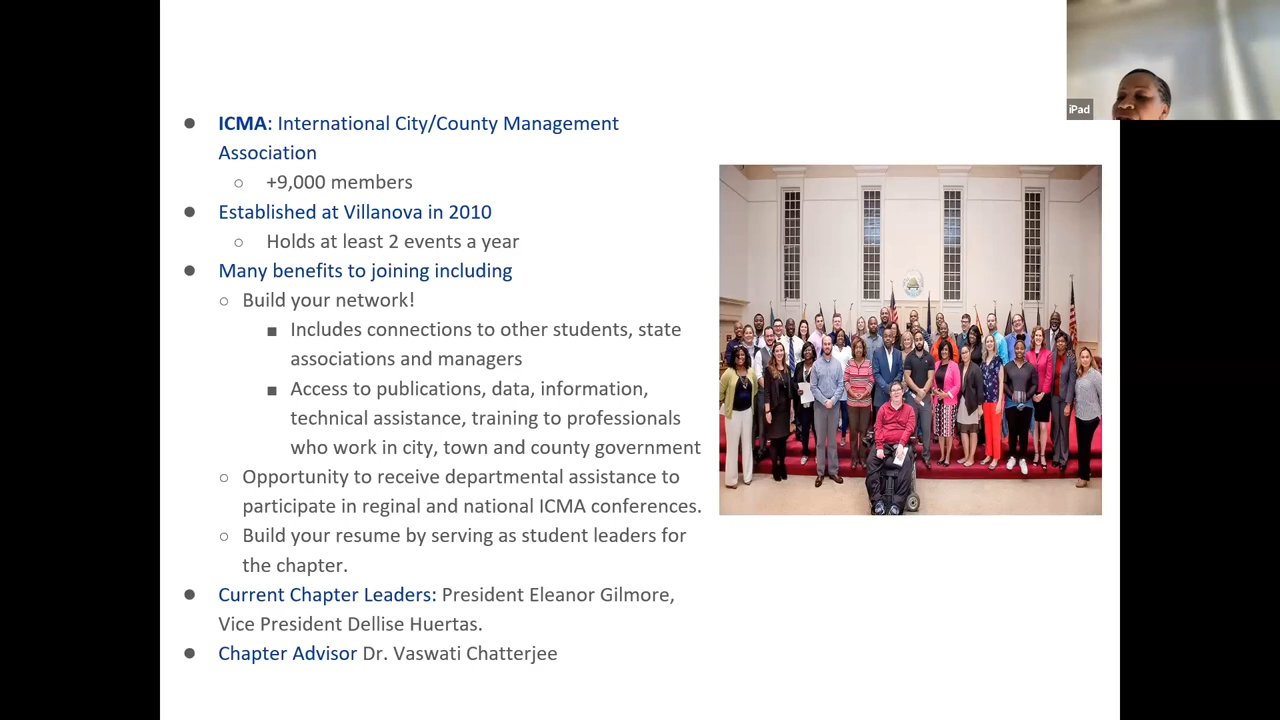 iPad
● ICMA: International City/County Management
Association
○ +9,000 members
● Established at Villanova in 2010
○ Holds at least 2 events a year
● Many benefits to joining including
○ Build your network!
■ Includes connections to other students, state
associations and managers
■ Access to publications, data, information,
technical assistance, training to professionals
who work in city, town and county government
○ Opportunity to receive departmental assistance to
participate in reginal and national ICMA conferences.
○ Build your resume by serving as student leaders for
the chapter.
● Current Chapter Leaders: President Eleanor Gilmore,
Vice President Dellise Huertas.
● Chapter Advisor Dr. Vaswati Chatterjee